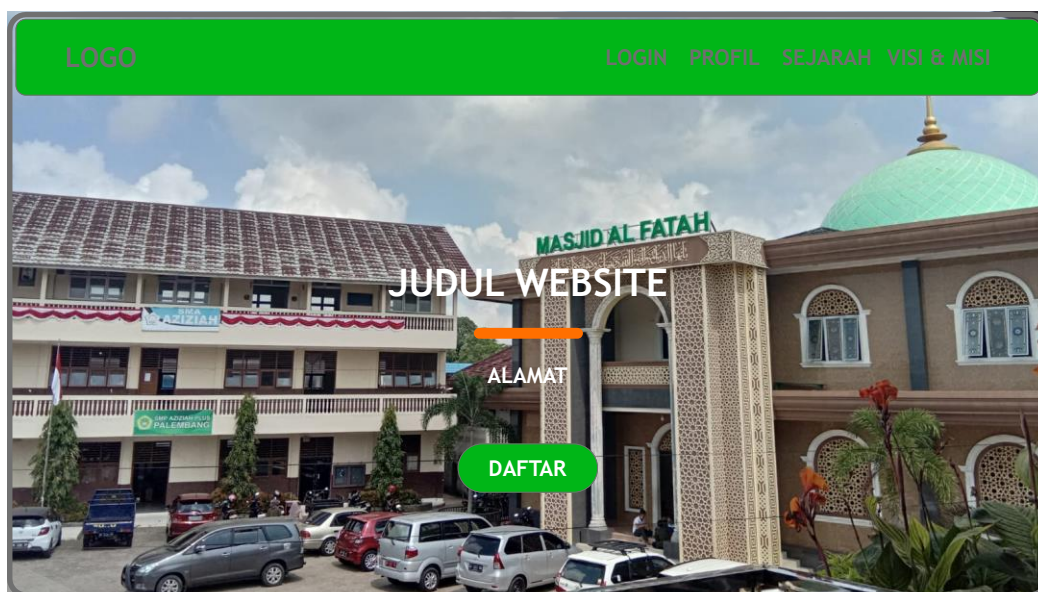 LOGO
LOGIN PROFIL SEJARAH VISI & MISI
MASJID AL FATAH
JUDUL WEBSITE
SMA
AZIZIAH
ALAMAT
SMP AZIZIAH PLUS
PALEMBANG
DAFTAR